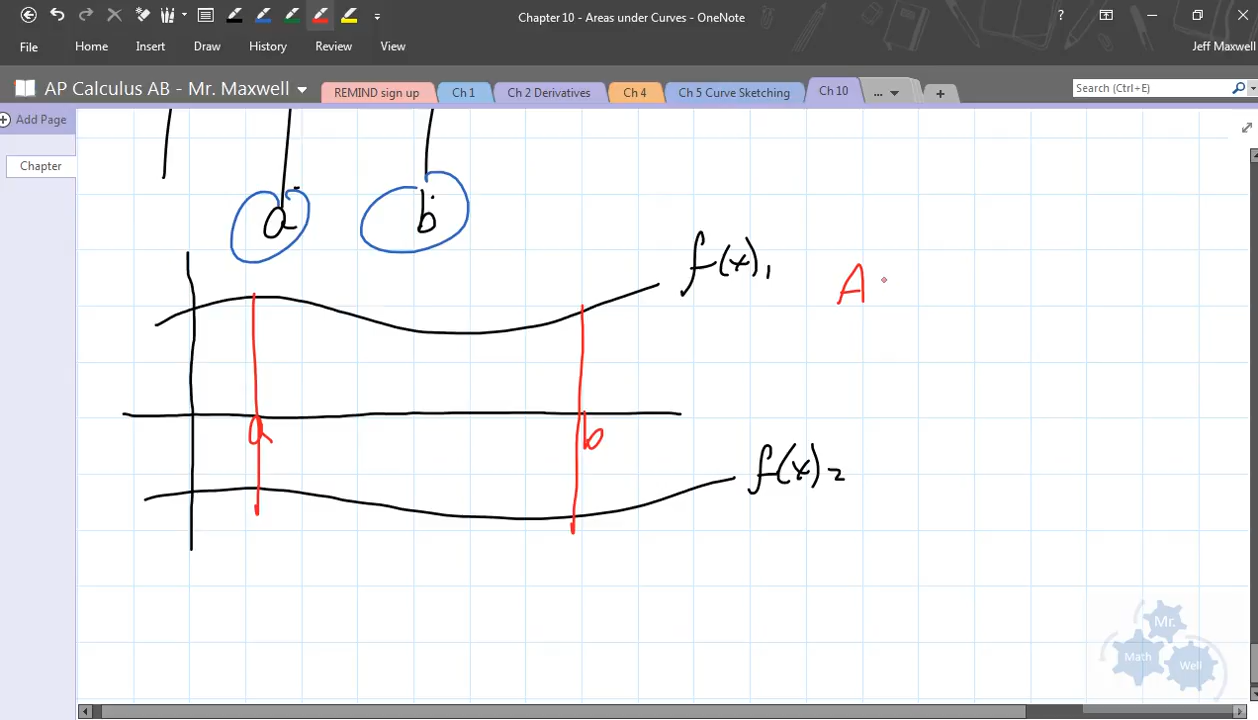 Chapter 10 - Areas under Curves - OneNote
?
File Home Insert Draw History Review View
Jeff Maxwell
AP Calculus AB - Mr. Maxwell
REMIND sign up
Ch 1
Ch 2 Derivatives
Ch 4
Ch 5 Curve Sketching
Ch 10
...
+
Search (Ctrl+E)
Add Page
Chapter
a
b
f(x)₁
A
a
b
f(x)₂
Mr.
Math
Well